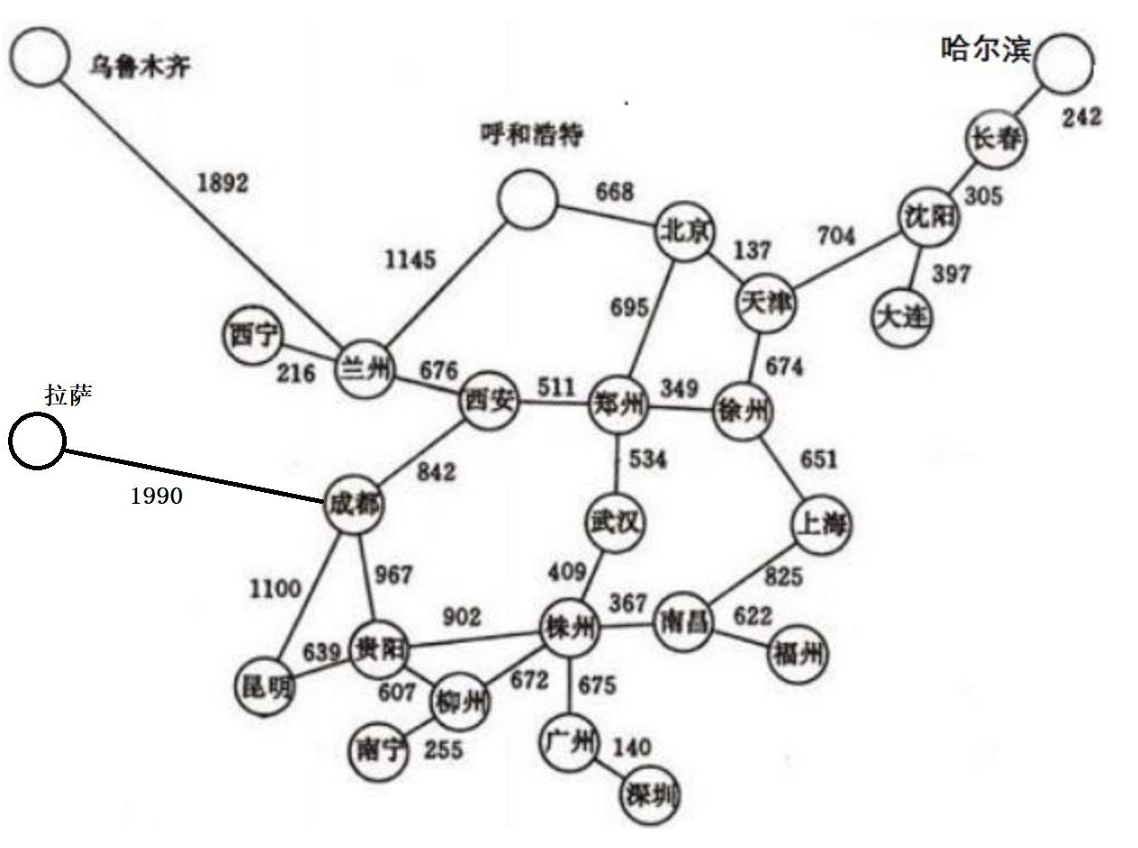 哈尔滨
乌鲁木齐
242
呼和浩特
长春
1892
668
305
沈阳
北京
704
137
1145
397
天津
695
大连
西宁
兰州
216
676
674
拉萨
西安
511
郑州
349
徐州
534
651
842
1990
成都
武汉
上海
409
825
1100
967
902
367
南昌
622
株州
639
贵阳
福州
昆明
607
672
675
柳州
南宁
255
广州
140
深圳